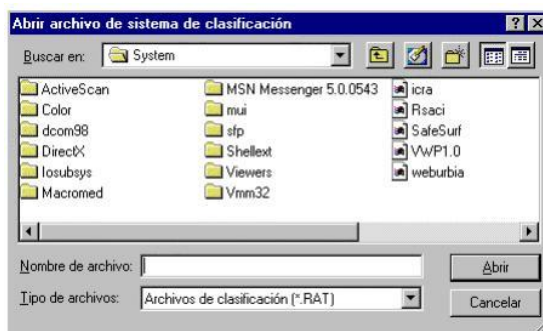 Abrir archivo de sistema de clasificación
Buscar en: System
ActiveScan
Color
dcom98
DirectX
Iosubsys
Macromed
MSN Messenger 5.0.0543
mui
sfp
Shellext
Viewers
Vmm32
icra
Rsaci
SafeSurf
VWP1.0
weburbia
Nombre de archivo:
Abrir
Tipo de archivos: Archivos de clasificación (*.RAT)
Cancelar